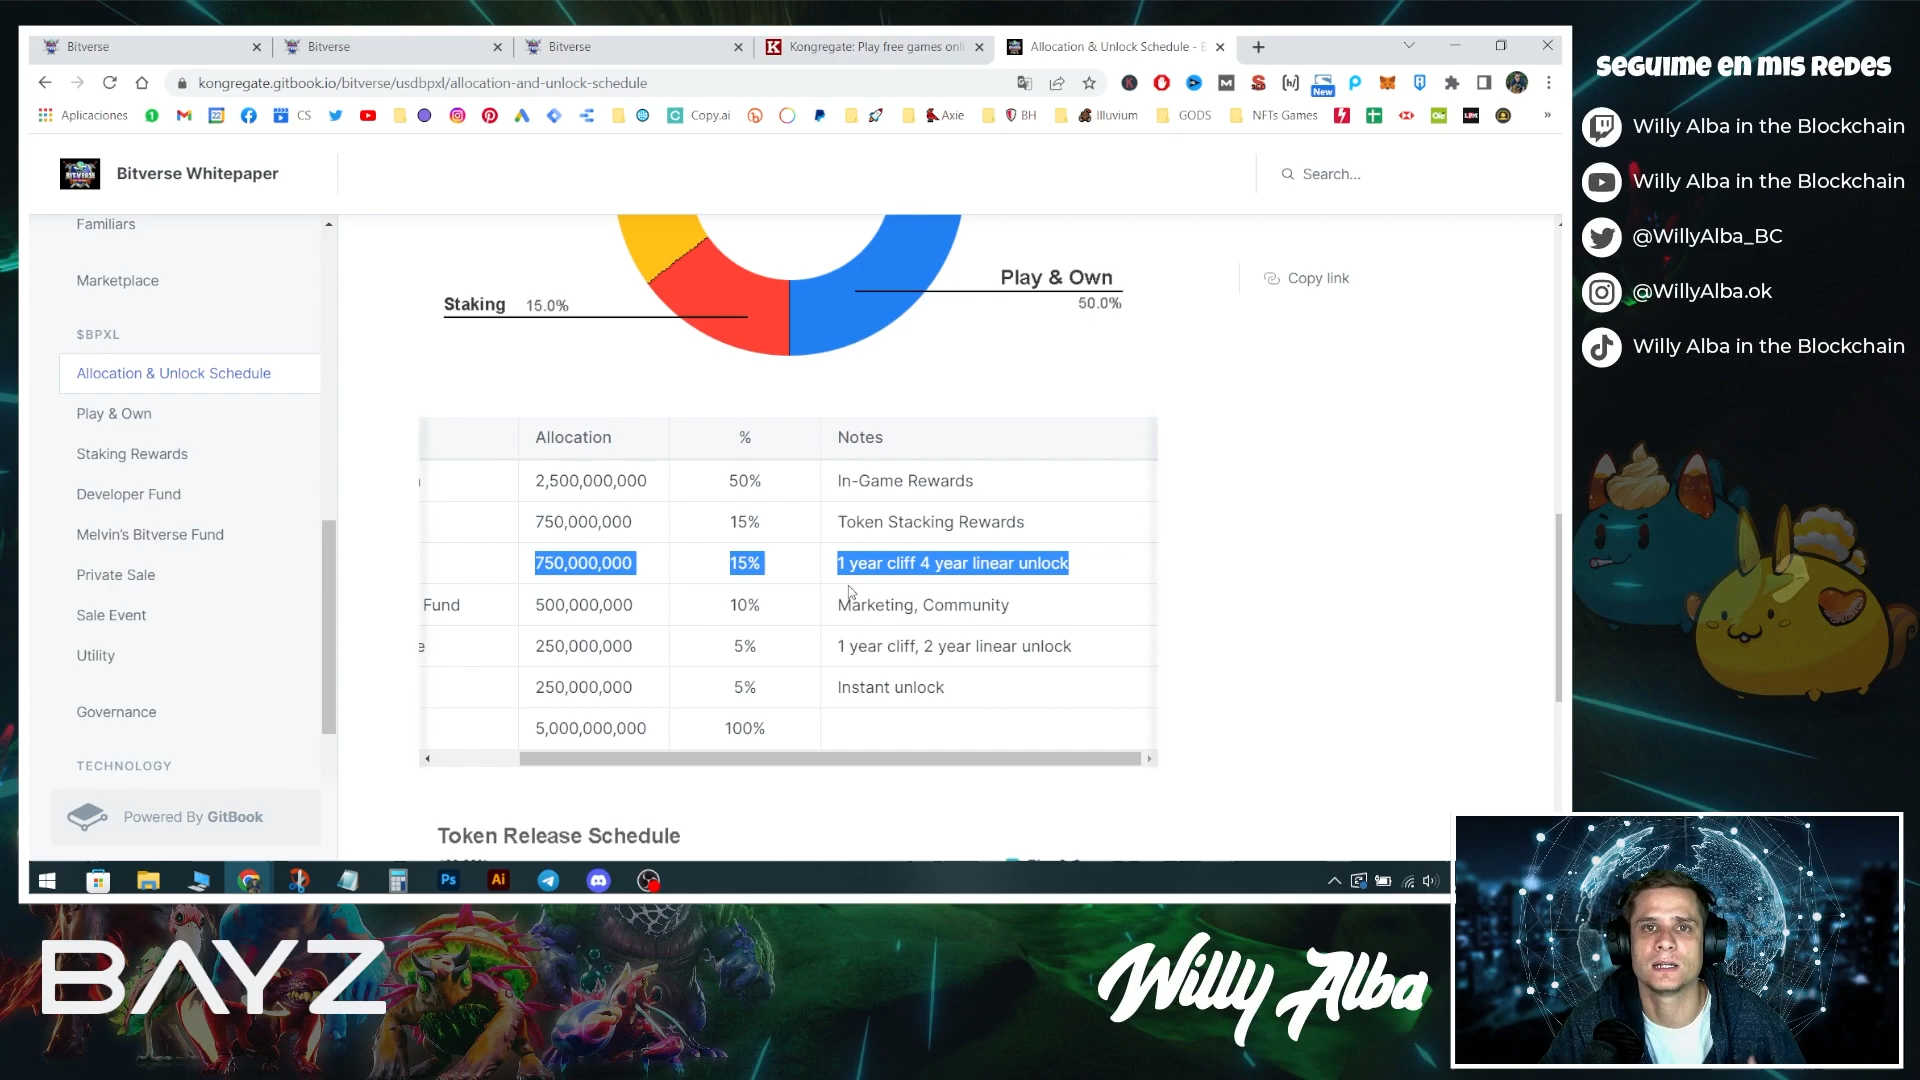 Bitverse
Bitverse
Bitverse
Kongregate: Play free games onli
Allocation & Unlock Schedule - B
kongregate.gitbook.io/bitverse/usdbpxl/allocation-and-unlock-schedule
New
Aplicaciones
CS
Copy.ai
Axie
BH
Illuvium
GODS
NFTs Games
»
Bitverse Whitepaper
Search...
Familiars
Marketplace
$BPXL
Allocation & Unlock Schedule
Play & Own
Staking Rewards
Developer Fund
Melvin's Bitverse Fund
Private Sale
Sale Event
Utility
Governance
TECHNOLOGY
Powered By GitBook
Play & Own
50.0%
Staking 15.0%
Copy link
Allocation % Notes
2,500,000,000 50% In-Game Rewards
750,000,000 15% Token Stacking Rewards
750,000,000 15% 1 year cliff 4 year linear unlock
Fund 500,000,000 10% Marketing, Community
e 250,000,000 5% 1 year cliff, 2 year linear unlock
250,000,000 5% Instant unlock
5,000,000,000 100%
Token Release Schedule
Ps
Ai
seguime en mis redes
Willy Alba in the Blockchain
Willy Alba in the Blockchain
@WillyAlba_BC
@WillyAlba.ok
Willy Alba in the Blockchain
BAYZ
Willy Alba